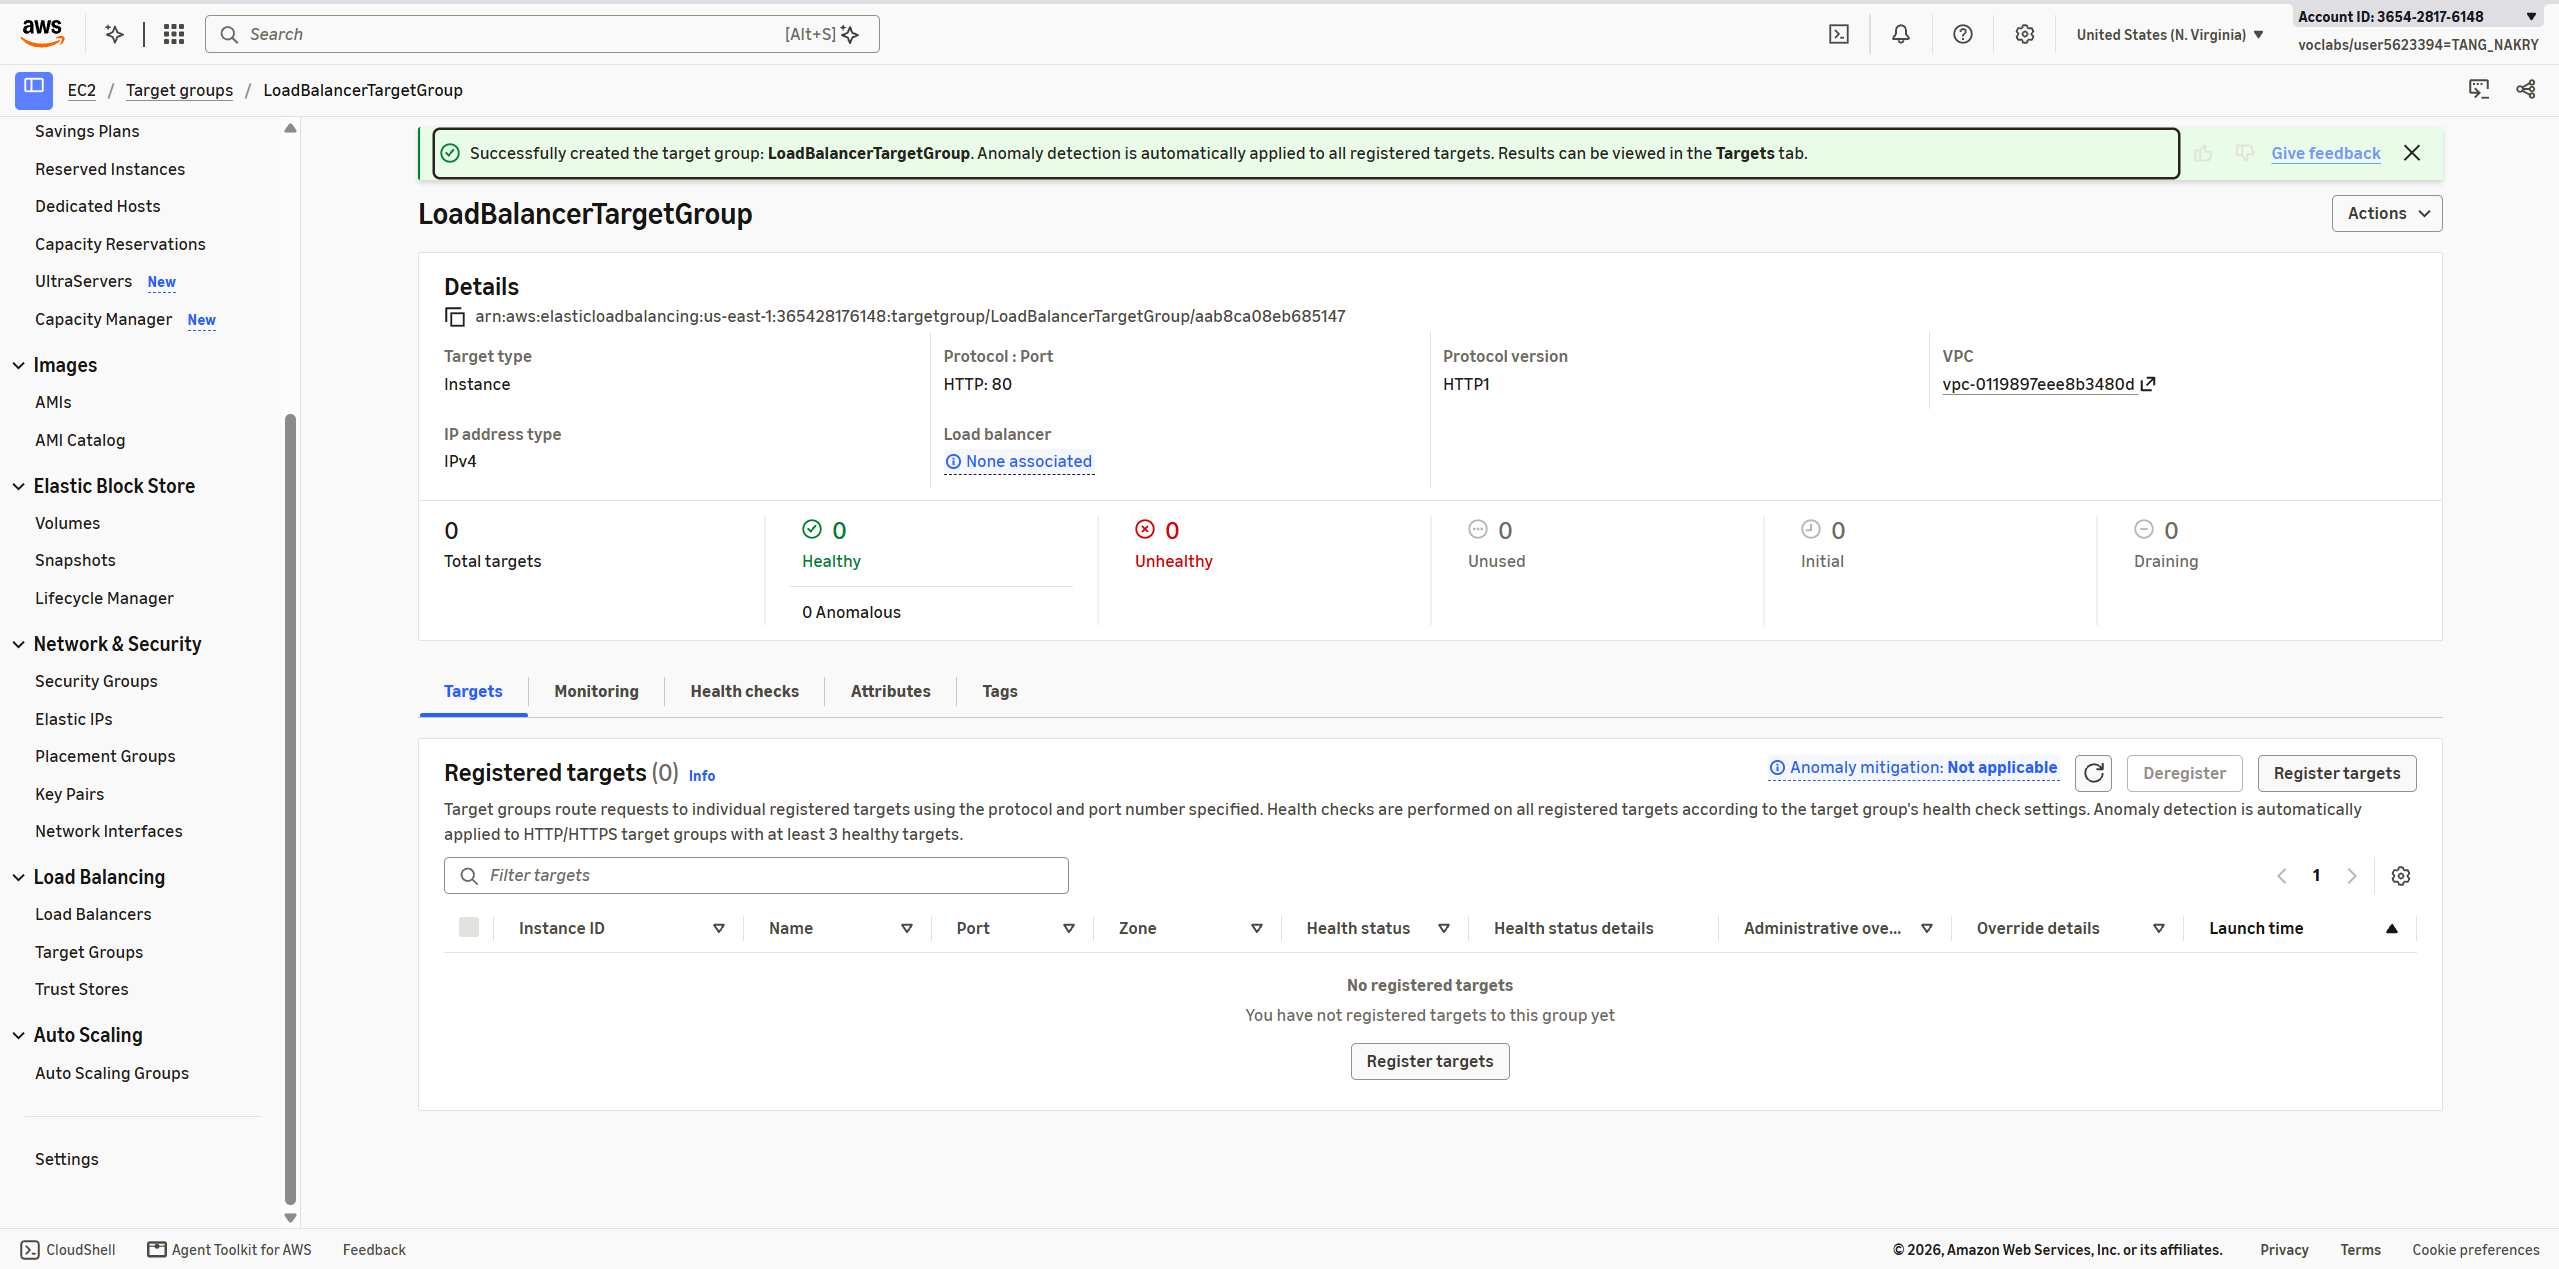 aws
Search
[Alt+S]
United States (N. Virginia)
Account ID: 3654-2817-6148
voclabs/user5623394=TANG_NAKRY
EC2 / Target groups / LoadBalancerTargetGroup
Savings Plans
Reserved Instances
Dedicated Hosts
Capacity Reservations
UltraServers New
Capacity Manager New
Images
AMIs
AMI Catalog
Elastic Block Store
Volumes
Snapshots
Lifecycle Manager
Network & Security
Security Groups
Elastic IPs
Placement Groups
Key Pairs
Network Interfaces
Load Balancing
Load Balancers
Target Groups
Trust Stores
Auto Scaling
Auto Scaling Groups
Settings
Successfully created the target group: LoadBalancerTargetGroup. Anomaly detection is automatically applied to all registered targets. Results can be viewed in the Targets tab.
Give feedback
LoadBalancerTargetGroup
Actions
Details
arn:aws:elasticloadbalancing:us-east-1:365428176148:targetgroup/LoadBalancerTargetGroup/aab8ca08eb685147
Target type
Instance
Protocol : Port
HTTP: 80
Protocol version
HTTP1
VPC
vpc-0119897eee8b3480d
IP address type
IPv4
Load balancer
None associated
0
Total targets
0
Healthy
0 Anomalous
0
Unhealthy
0
Unused
0
Initial
0
Draining
Targets
Monitoring
Health checks
Attributes
Tags
Registered targets (0) Info
Anomaly mitigation: Not applicable
Deregister
Register targets
Target groups route requests to individual registered targets using the protocol and port number specified. Health checks are performed on all registered targets according to the target group's health check settings. Anomaly detection is automatically
applied to HTTP/HTTPS target groups with at least 3 healthy targets.
Filter targets
1
Instance ID
Name
Port
Zone
Health status
Health status details
Administrative ove...
Override details
Launch time
No registered targets
You have not registered targets to this group yet
Register targets
CloudShell
Agent Toolkit for AWS
Feedback
© 2026, Amazon Web Services, Inc. or its affiliates.
Privacy
Terms
Cookie preferences